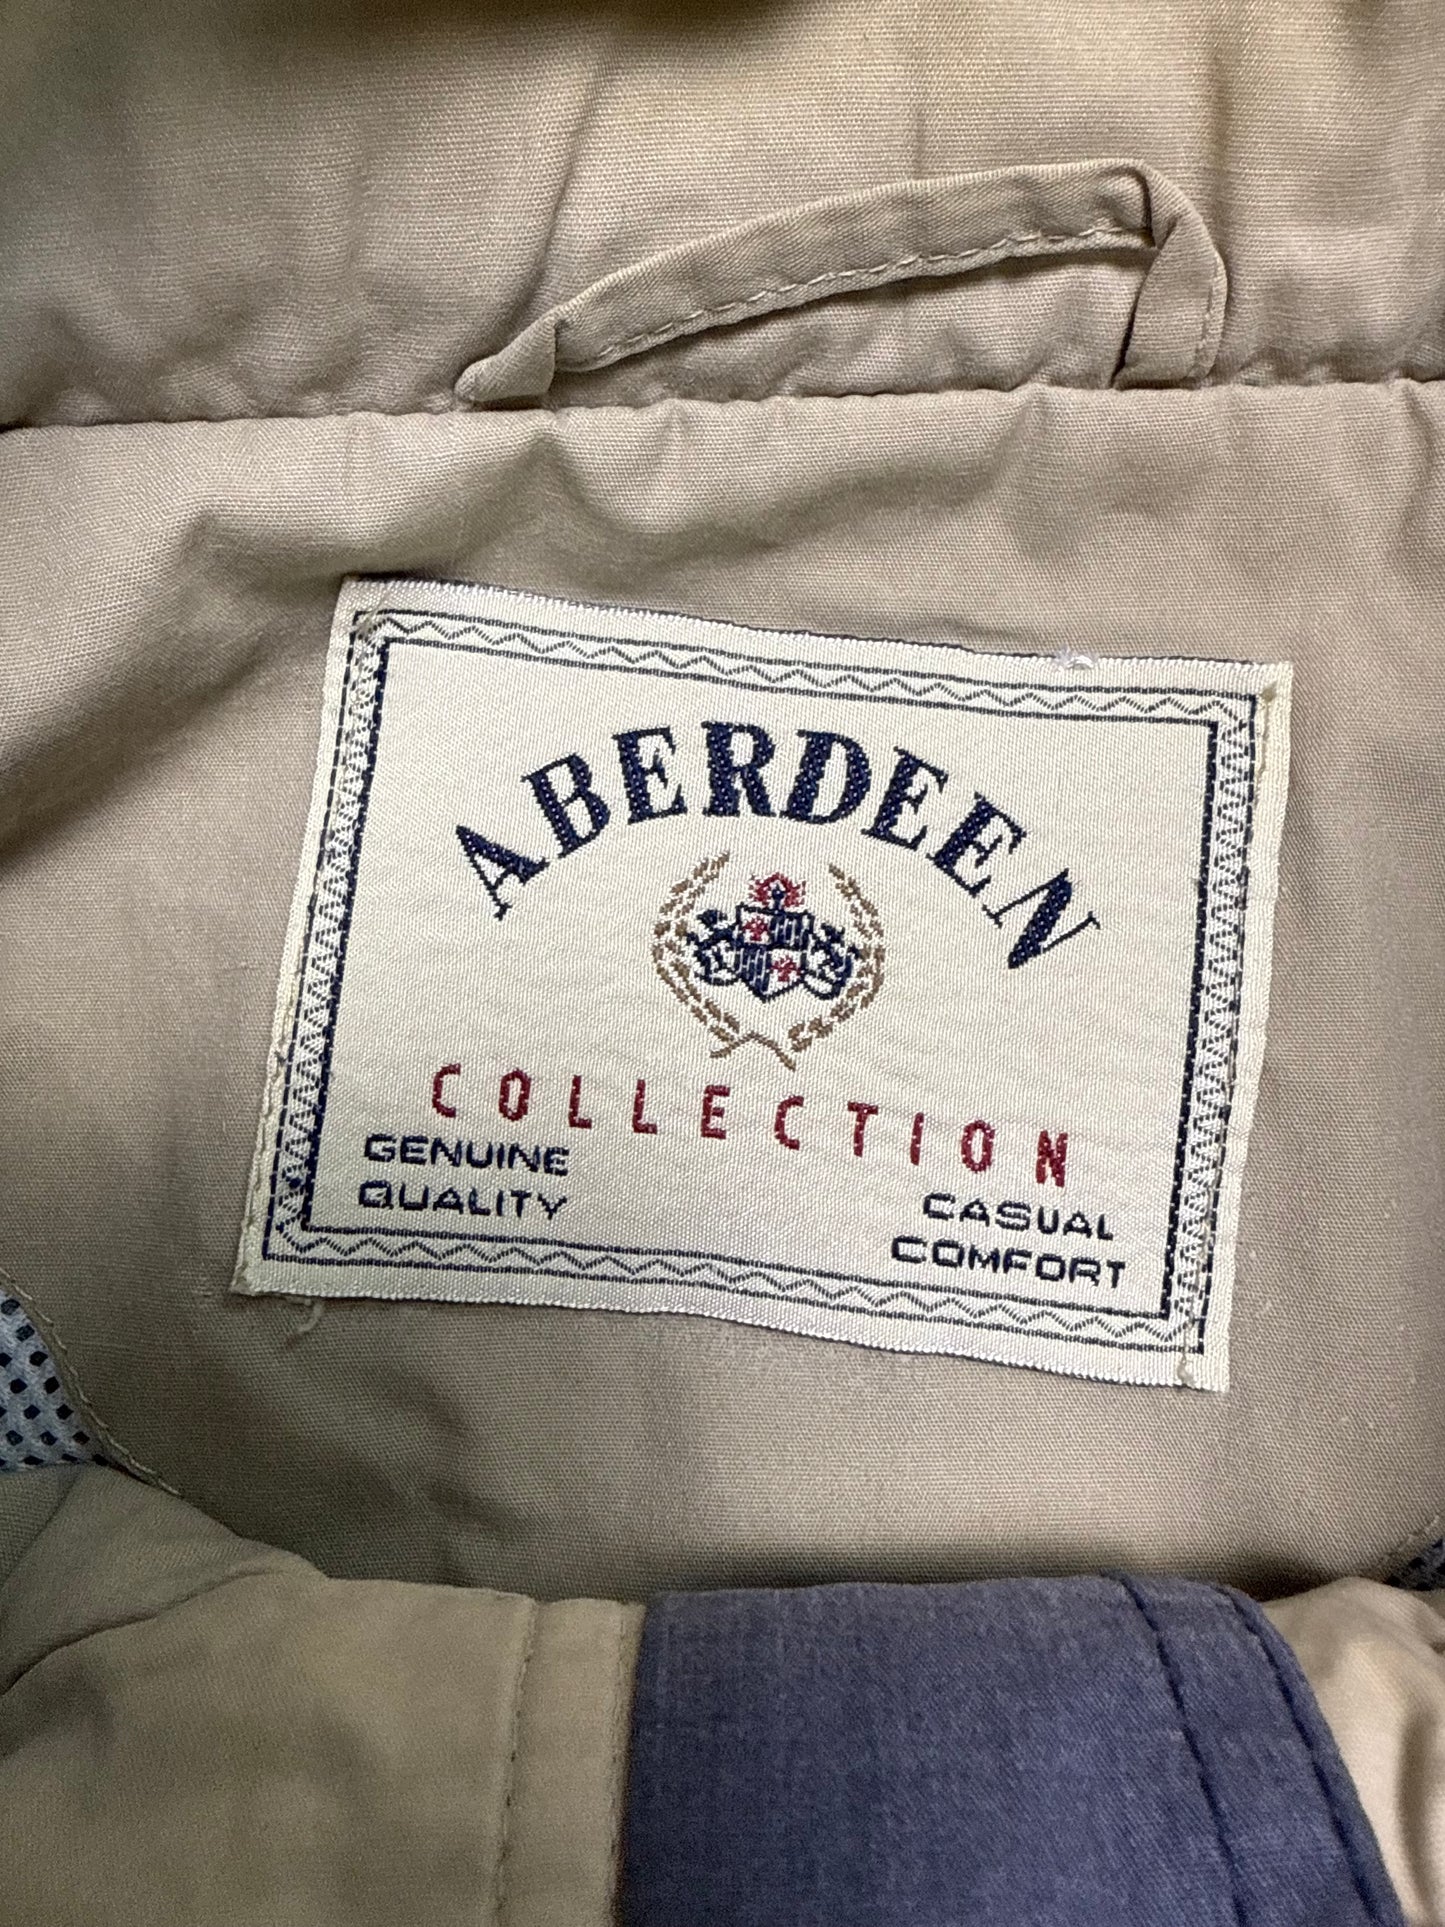 ABERDEEN
COLLECTION
GENUINE
QUALITY
CASUAL
COMFORT